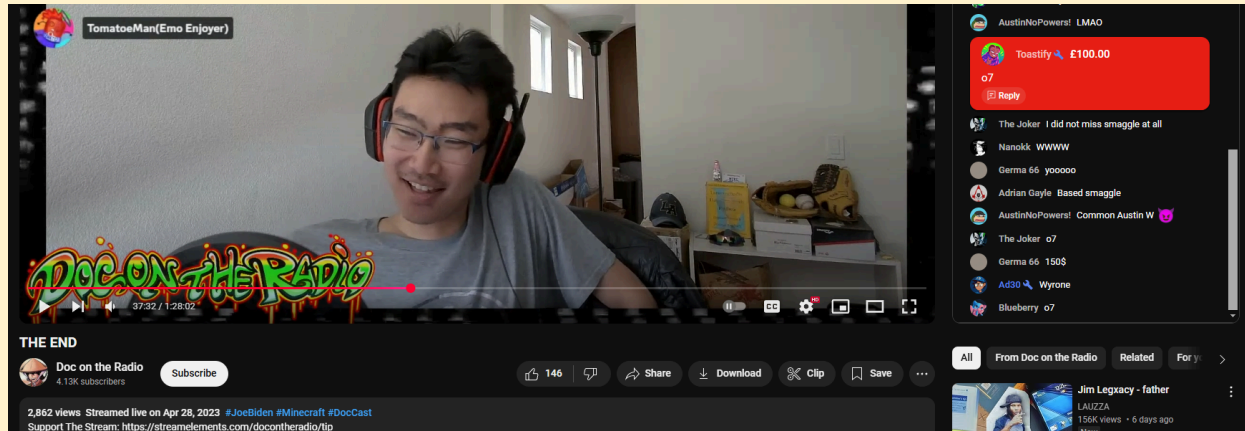 TomatoeMan(Emo Enjoyer)
DOC ON THE RADIO
37:32 / 1:28:02
CC
HD
THE END
Doc on the Radio
4.13K subscribers
Subscribe
146
Share
Download
Clip
Save
2,862 views Streamed live on Apr 28, 2023 #JoeBiden #Minecraft #DocCast
Support The Stream: https://streamelements.com/docontheradio/tip
AustinNoPowers! LMAO
Toastify £100.00
o7
Reply
The Joker I did not miss smaggle at all
Nanokk WWWW
Germa 66 yooooo
Adrian Gayle Based smaggle
AustinNoPowers! Common Austin W 😈
The Joker o7
Germa 66 150$
Ad30 Wyrone
Blueberry o7
All
From Doc on the Radio
Related
For
Jim Legxacy - father
LAUZZA
156K views • 6 days ago
New